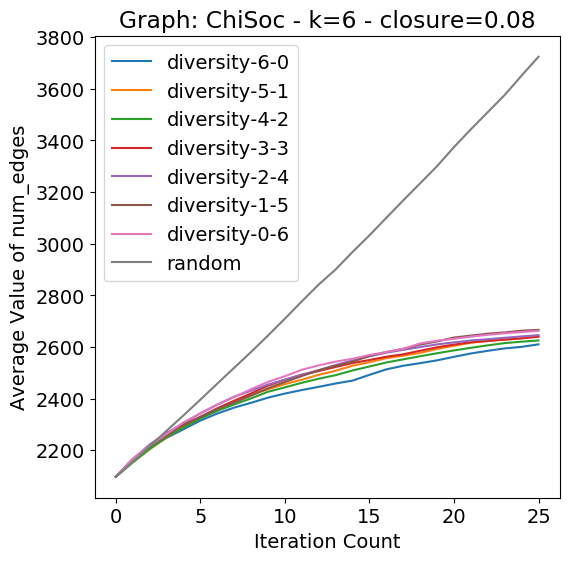 Graph: ChiSoc - k=6 - closure=0.08
Average Value of num_edges
3800
3600
3400
3200
3000
2800
2600
2400
2200
diversity-6-0
diversity-5-1
diversity-4-2
diversity-3-3
diversity-2-4
diversity-1-5
diversity-0-6
random
0 5 10 15 20 25
Iteration Count